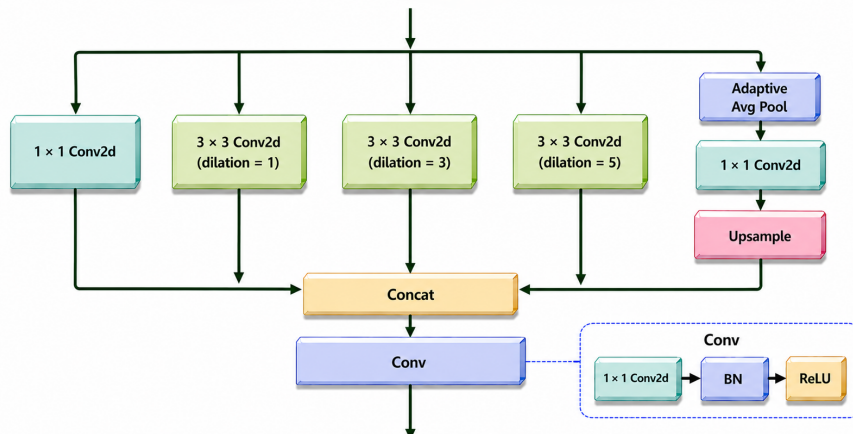 Adaptive
Avg Pool
1 × 1 Conv2d
3 × 3 Conv2d
(dilation = 1)
3 × 3 Conv2d
(dilation = 3)
3 × 3 Conv2d
(dilation = 5)
1 × 1 Conv2d
Upsample
Concat
Conv
Conv
1 × 1 Conv2d
BN
ReLU